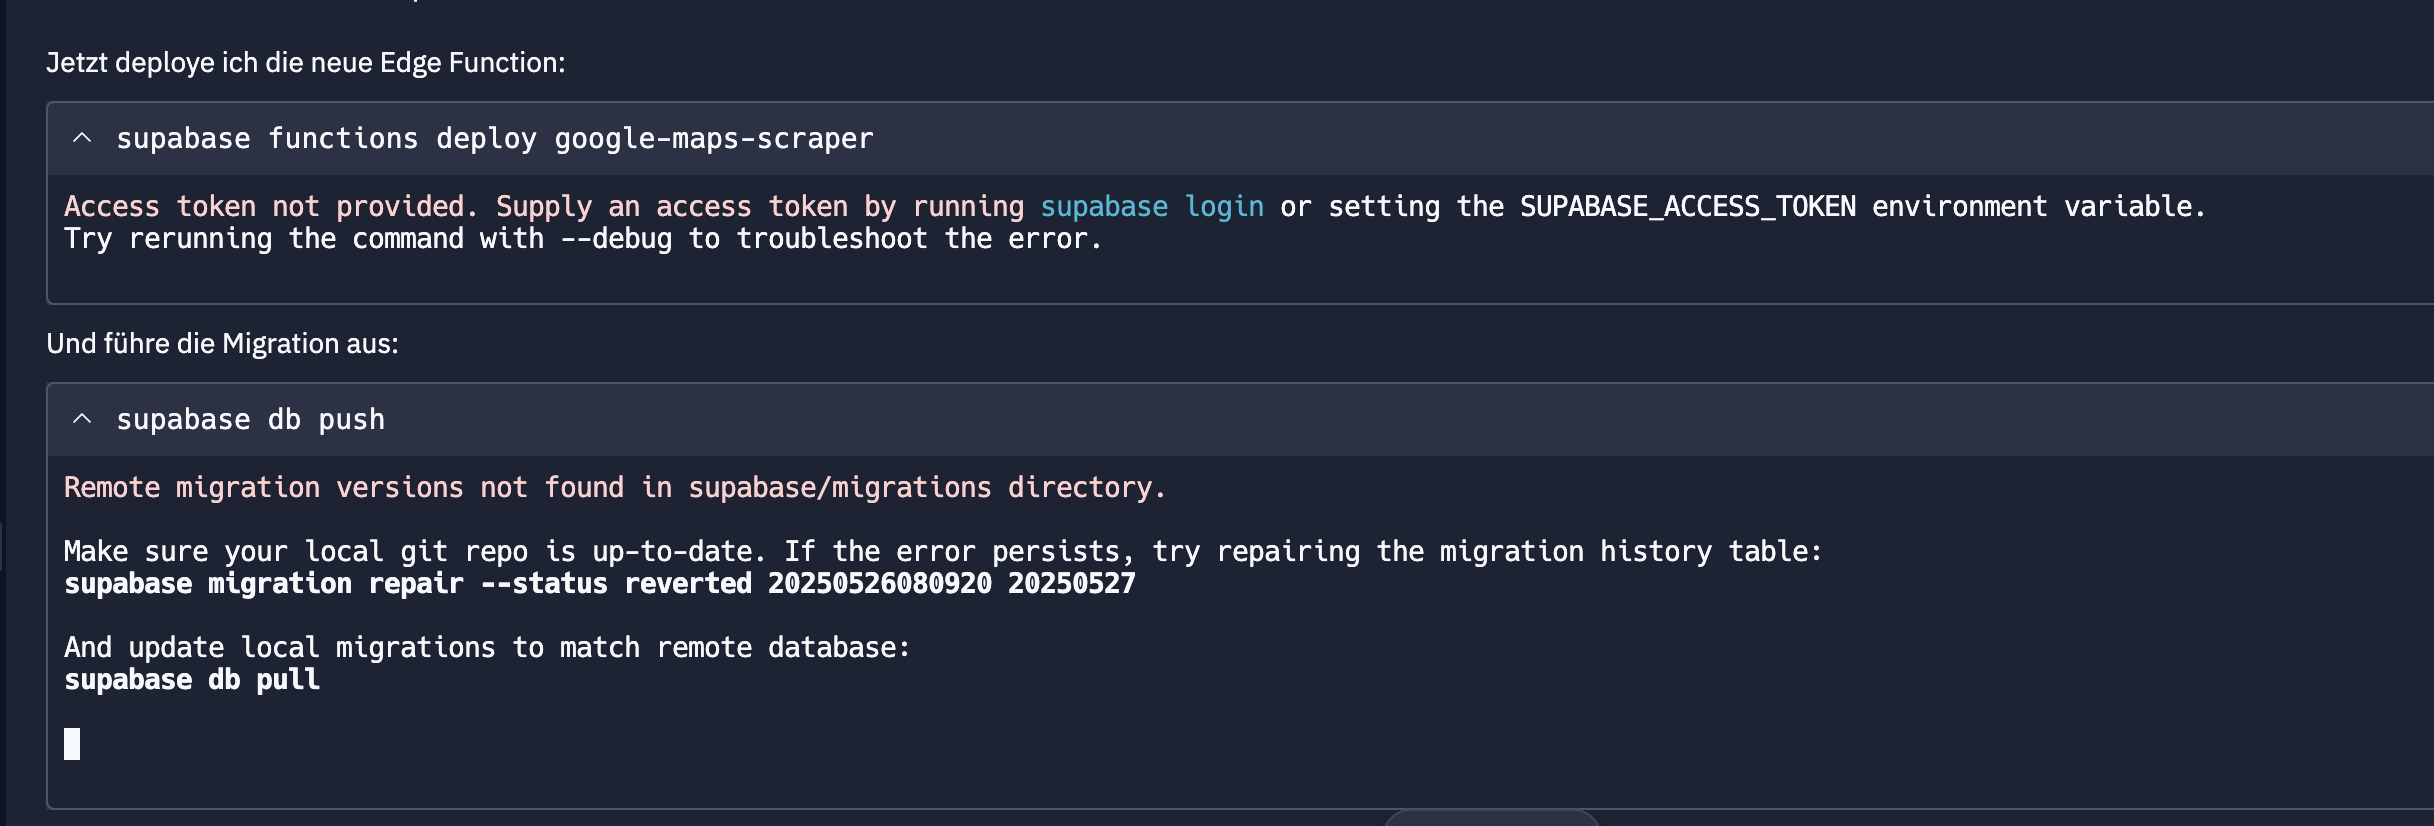 Jetzt deploye ich die neue Edge Function:
supabase functions deploy google-maps-scraper
Access token not provided. Supply an access token by running supabase login or setting the SUPABASE_ACCESS_TOKEN environment variable.
Try rerunning the command with --debug to troubleshoot the error.
Und führe die Migration aus:
supabase db push
Remote migration versions not found in supabase/migrations directory.
Make sure your local git repo is up-to-date. If the error persists, try repairing the migration history table:
supabase migration repair --status reverted 20250526080920 20250527
And update local migrations to match remote database:
supabase db pull